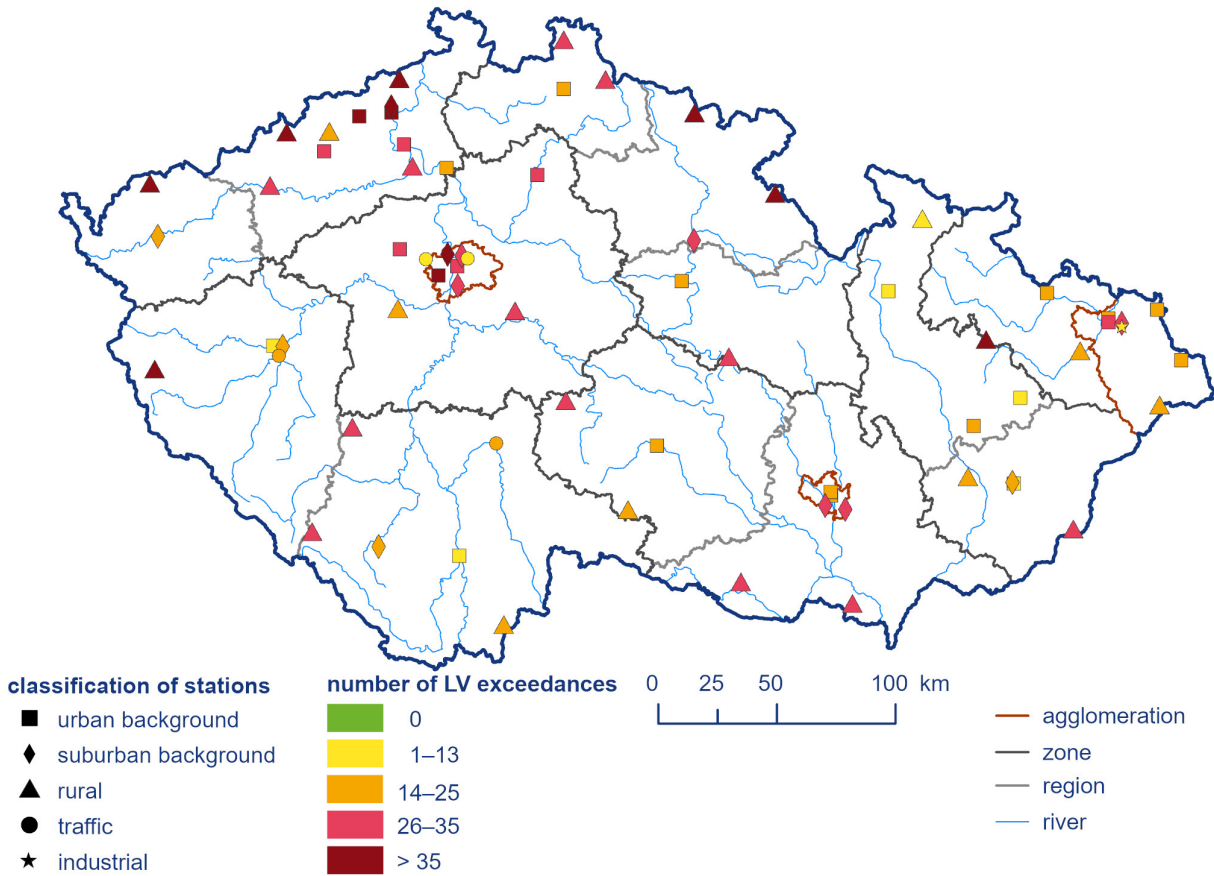 classification of stations
urban background
suburban background
rural
traffic
industrial
number of LV exceedances
0
1–13
14–25
26–35
> 35
0 25 50 100 km
agglomeration
zone
region
river